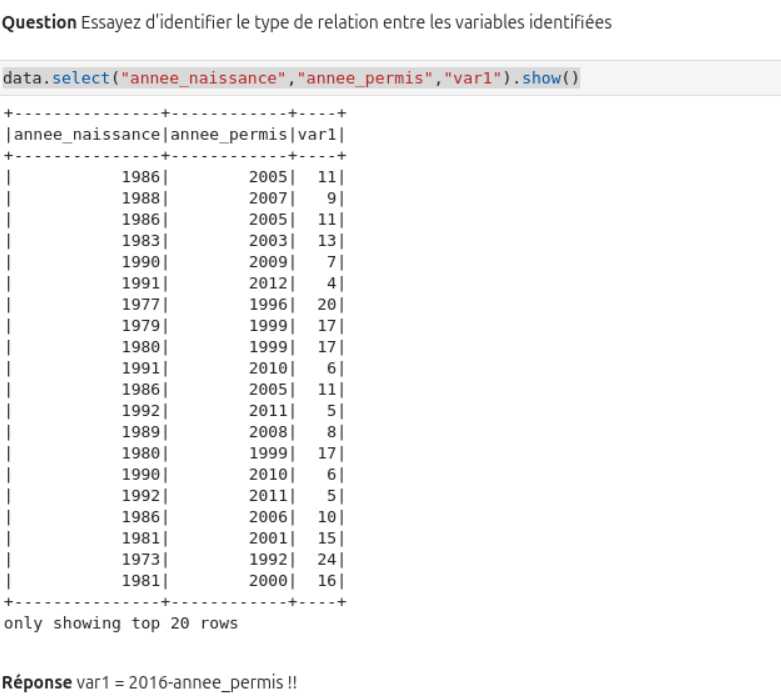 Question Essayez d'identifier le type de relation entre les variables identifiées
data.select("annee_naissance","annee_permis","var1").show()
+---------------+------------+----+
|annee_naissance|annee_permis|var1|
+---------------+------------+----+
|           1986|        2005|  11|
|           1988|        2007|   9|
|           1986|        2005|  11|
|           1983|        2003|  13|
|           1990|        2009|   7|
|           1991|        2012|   4|
|           1977|        1996|  20|
|           1979|        1999|  17|
|           1980|        1999|  17|
|           1991|        2010|   6|
|           1986|        2005|  11|
|           1992|        2011|   5|
|           1989|        2008|   8|
|           1980|        1999|  17|
|           1990|        2010|   6|
|           1992|        2011|   5|
|           1986|        2006|  10|
|           1981|        2001|  15|
|           1973|        1992|  24|
|           1981|        2000|  16|
+---------------+------------+----+
only showing top 20 rows
Réponse var1 = 2016-annee_permis !!